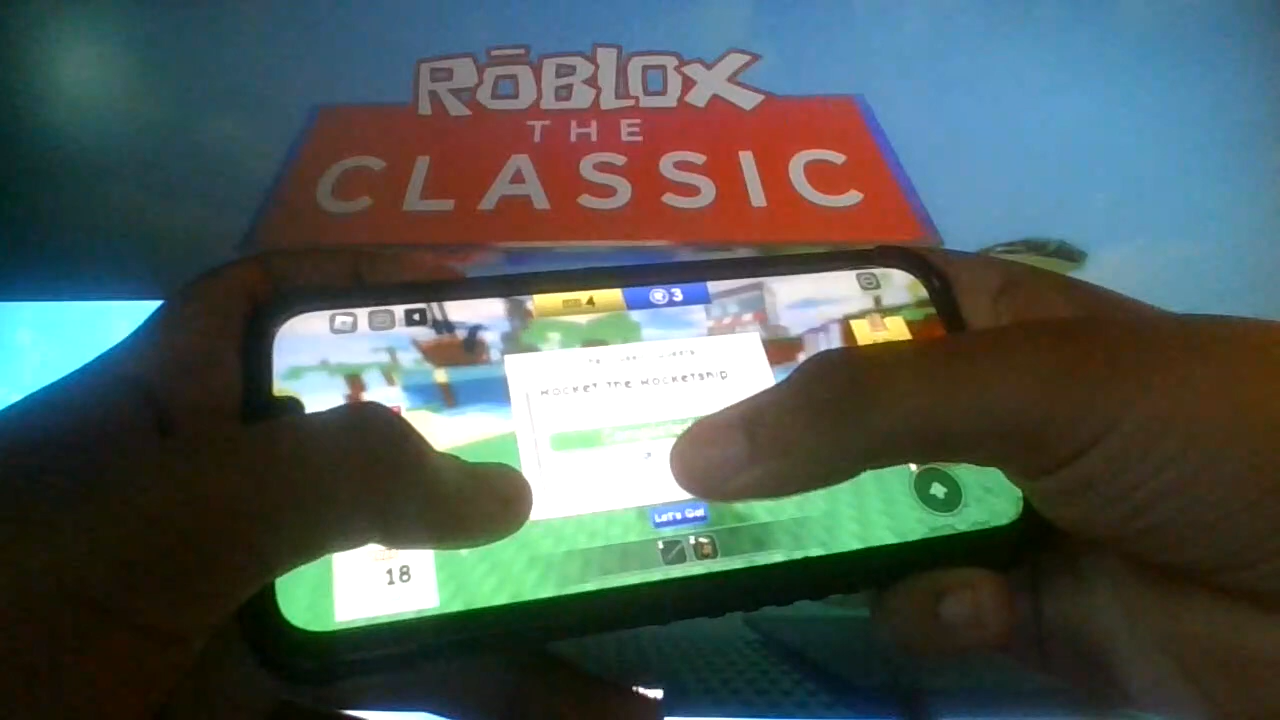 RŌBLOX
THE
CLASSIC
4
3
Rocket the Rocketship
Let's Go!
18